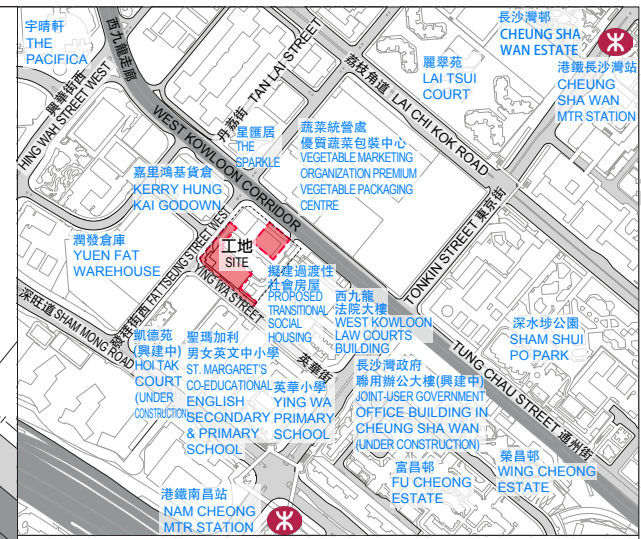 宇晴軒
THE
PACIFICA
西九龍走廊
WEST KOWLOON CORRIDOR
興華街西
HING WAH STREET WEST
丹荔街 TAN LAI STREET
荔枝角道 LAI CHI KOK ROAD
長沙灣邨
CHEUNG SHA
WAN ESTATE
港鐵長沙灣站
CHEUNG
SHA WAN
MTR STATION
麗翠苑
LAI TSUI
COURT
星匯居
THE
SPARKLE
蔬菜統營處
優質蔬菜包裝中心
VEGETABLE MARKETING
ORGANIZATION PREMIUM
VEGETABLE PACKAGING
CENTRE
嘉里鴻基貨倉
KERRY HUNG
KAI GODOWN
潤發倉庫
YUEN FAT
WAREHOUSE
發祥街西 FAT TSEUNG STREET WEST
工地
SITE
YING WA STREET
英華街
擬建過渡性
社會房屋
PROPOSED
TRANSITIONAL
SOCIAL
HOUSING
西九龍
法院大樓
WEST KOWLOON
LAW COURTS
BUILDING
TONKIN STREET 東京街
深水埗公園
SHAM SHUI
PO PARK
TUNG CHAU STREET 通州街
深旺道 SHAM MONG ROAD
凱德苑
(興建中)
HOI TAK
COURT
(UNDER
CONSTRUCTION)
聖瑪加利
男女英文中小學
ST. MARGARET'S
CO-EDUCATIONAL
ENGLISH
SECONDARY
& PRIMARY
SCHOOL
英華小學
YING WA
PRIMARY
SCHOOL
長沙灣政府
聯用辦公大樓(興建中)
JOINT-USER GOVERNMENT
OFFICE BUILDING IN
CHEUNG SHA WAN
(UNDER CONSTRUCTION)
富昌邨
FU CHEONG
ESTATE
榮昌邨
WING CHEONG
ESTATE
港鐵南昌站
NAM CHEONG
MTR STATION